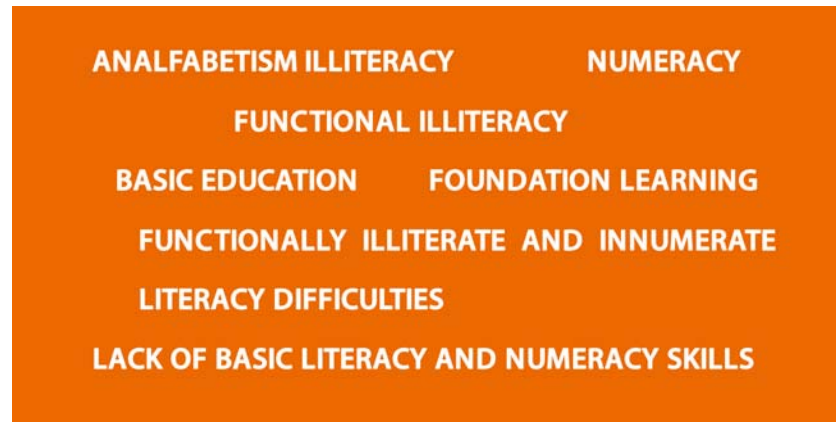 ANALFABETISM ILLITERACY NUMERACY
FUNCTIONAL ILLITERACY
BASIC EDUCATION FOUNDATION LEARNING
FUNCTIONALLY ILLITERATE AND INNUMERATE
LITERACY DIFFICULTIES
LACK OF BASIC LITERACY AND NUMERACY SKILLS